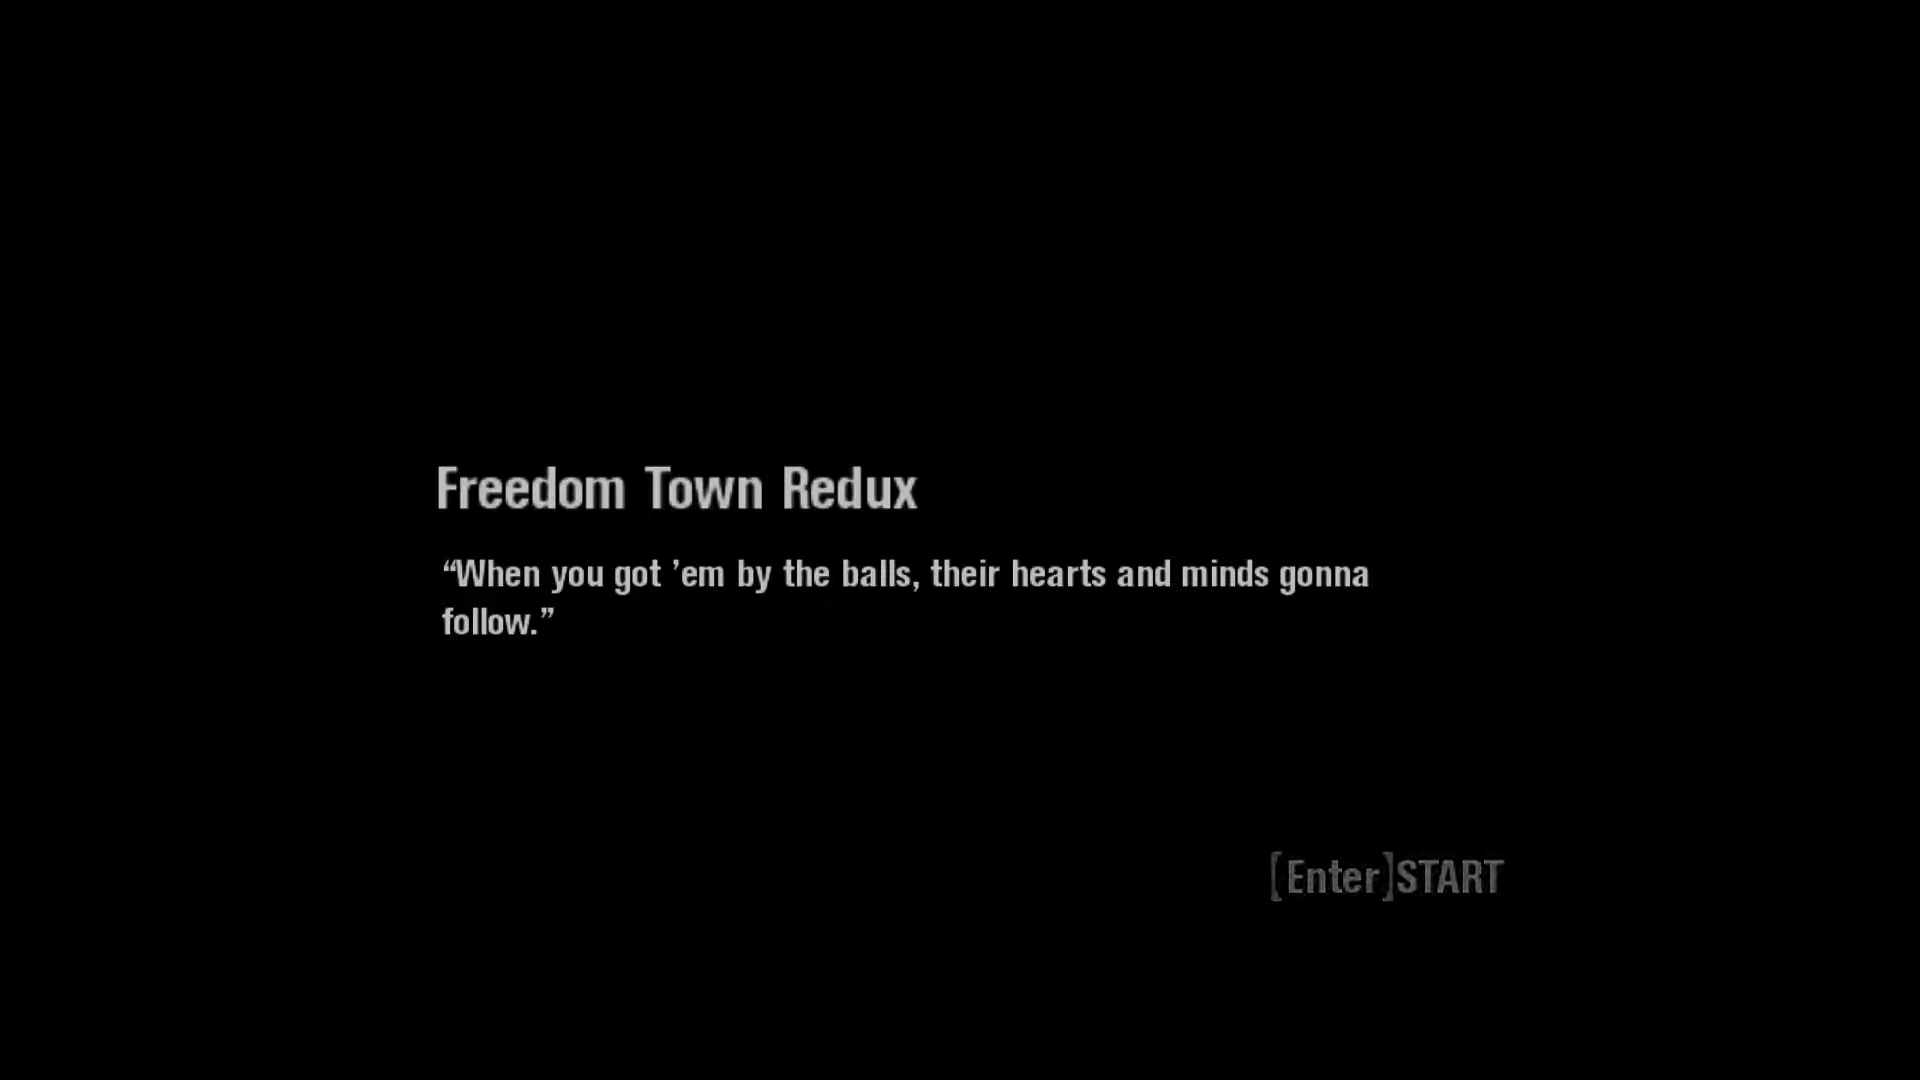 Freedom Town Redux
“When you got ’em by the balls, their hearts and minds gonna
follow.”
[Enter]START